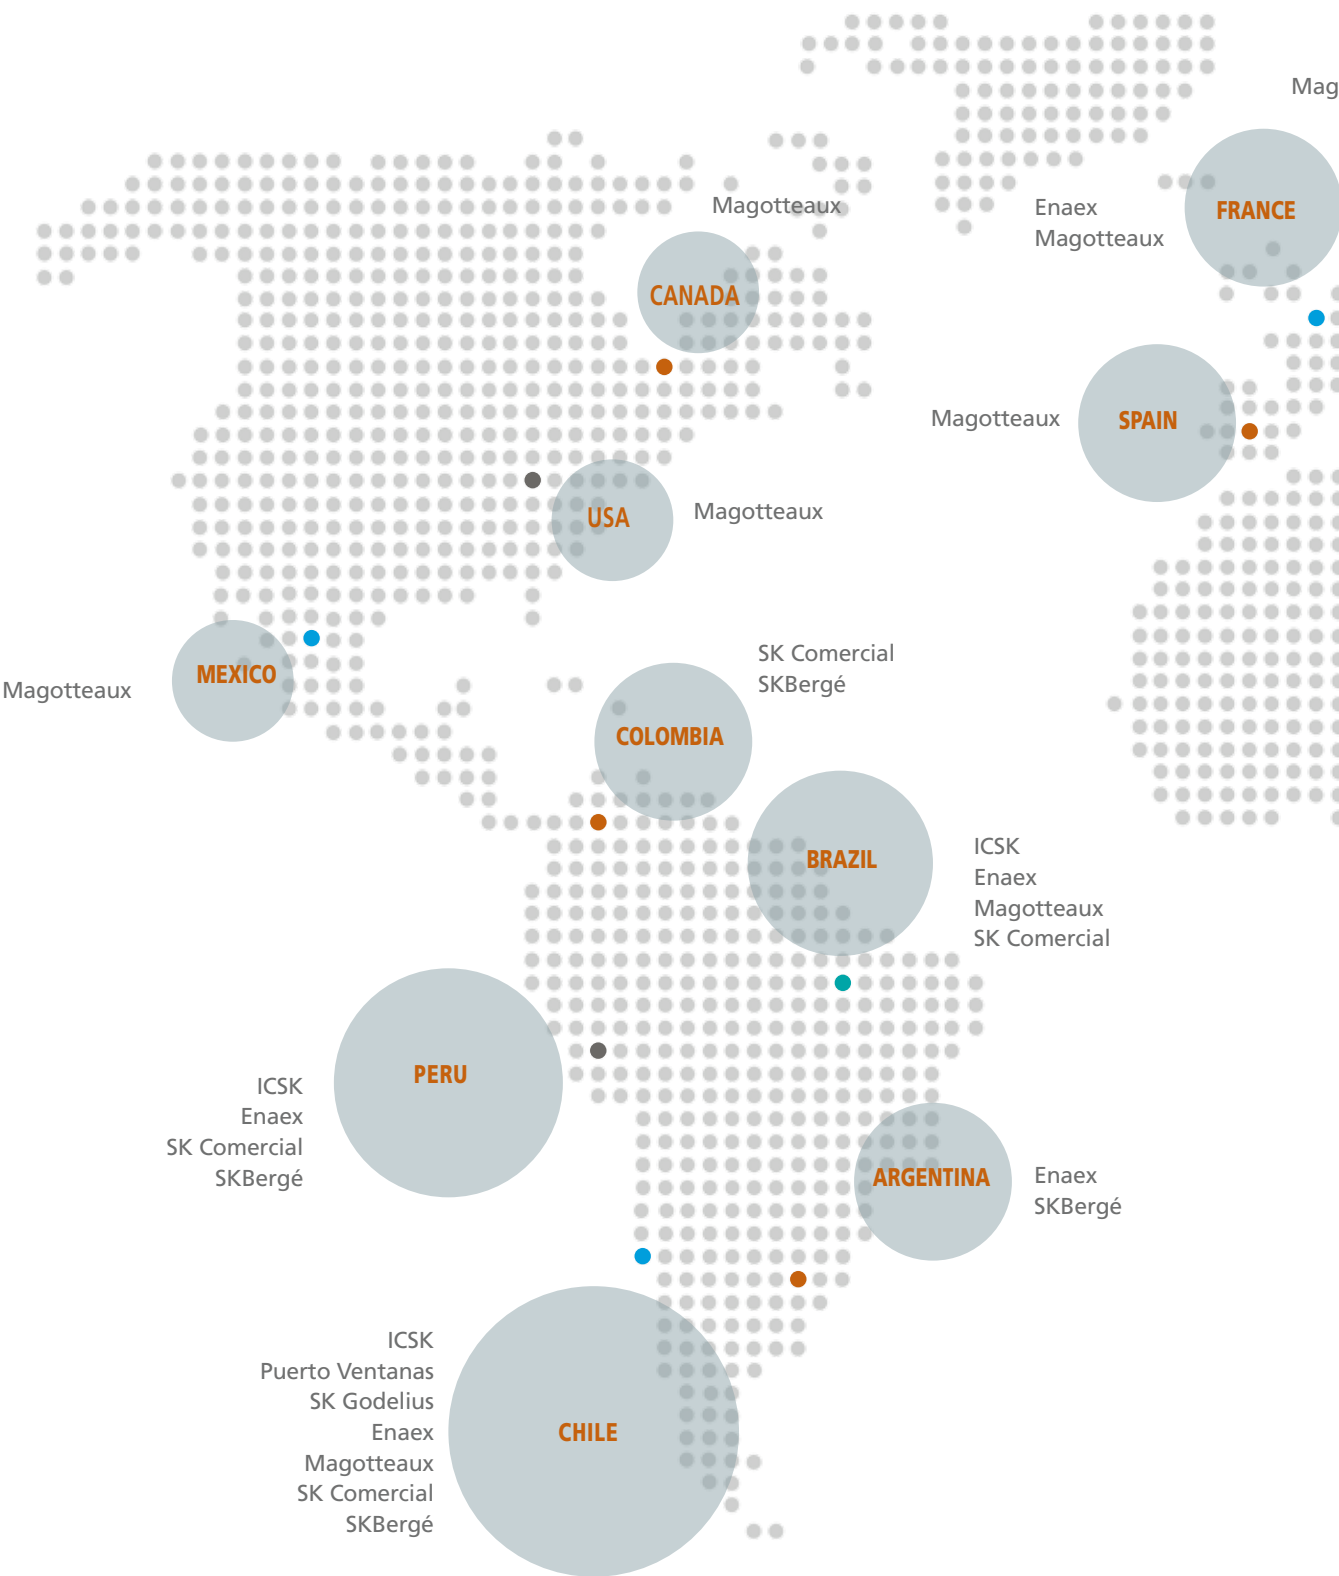 Mag
Enaex
Magotteaux
FRANCE
Magotteaux
CANADA
Magotteaux
SPAIN
USA
Magotteaux
Magotteaux
MEXICO
SK Comercial
SKBergé
COLOMBIA
BRAZIL
ICSK
Enaex
Magotteaux
SK Comercial
PERU
ICSK
Enaex
SK Comercial
SKBergé
ARGENTINA
Enaex
SKBergé
ICSK
Puerto Ventanas
SK Godelius
Enaex
Magotteaux
SK Comercial
SKBergé
CHILE